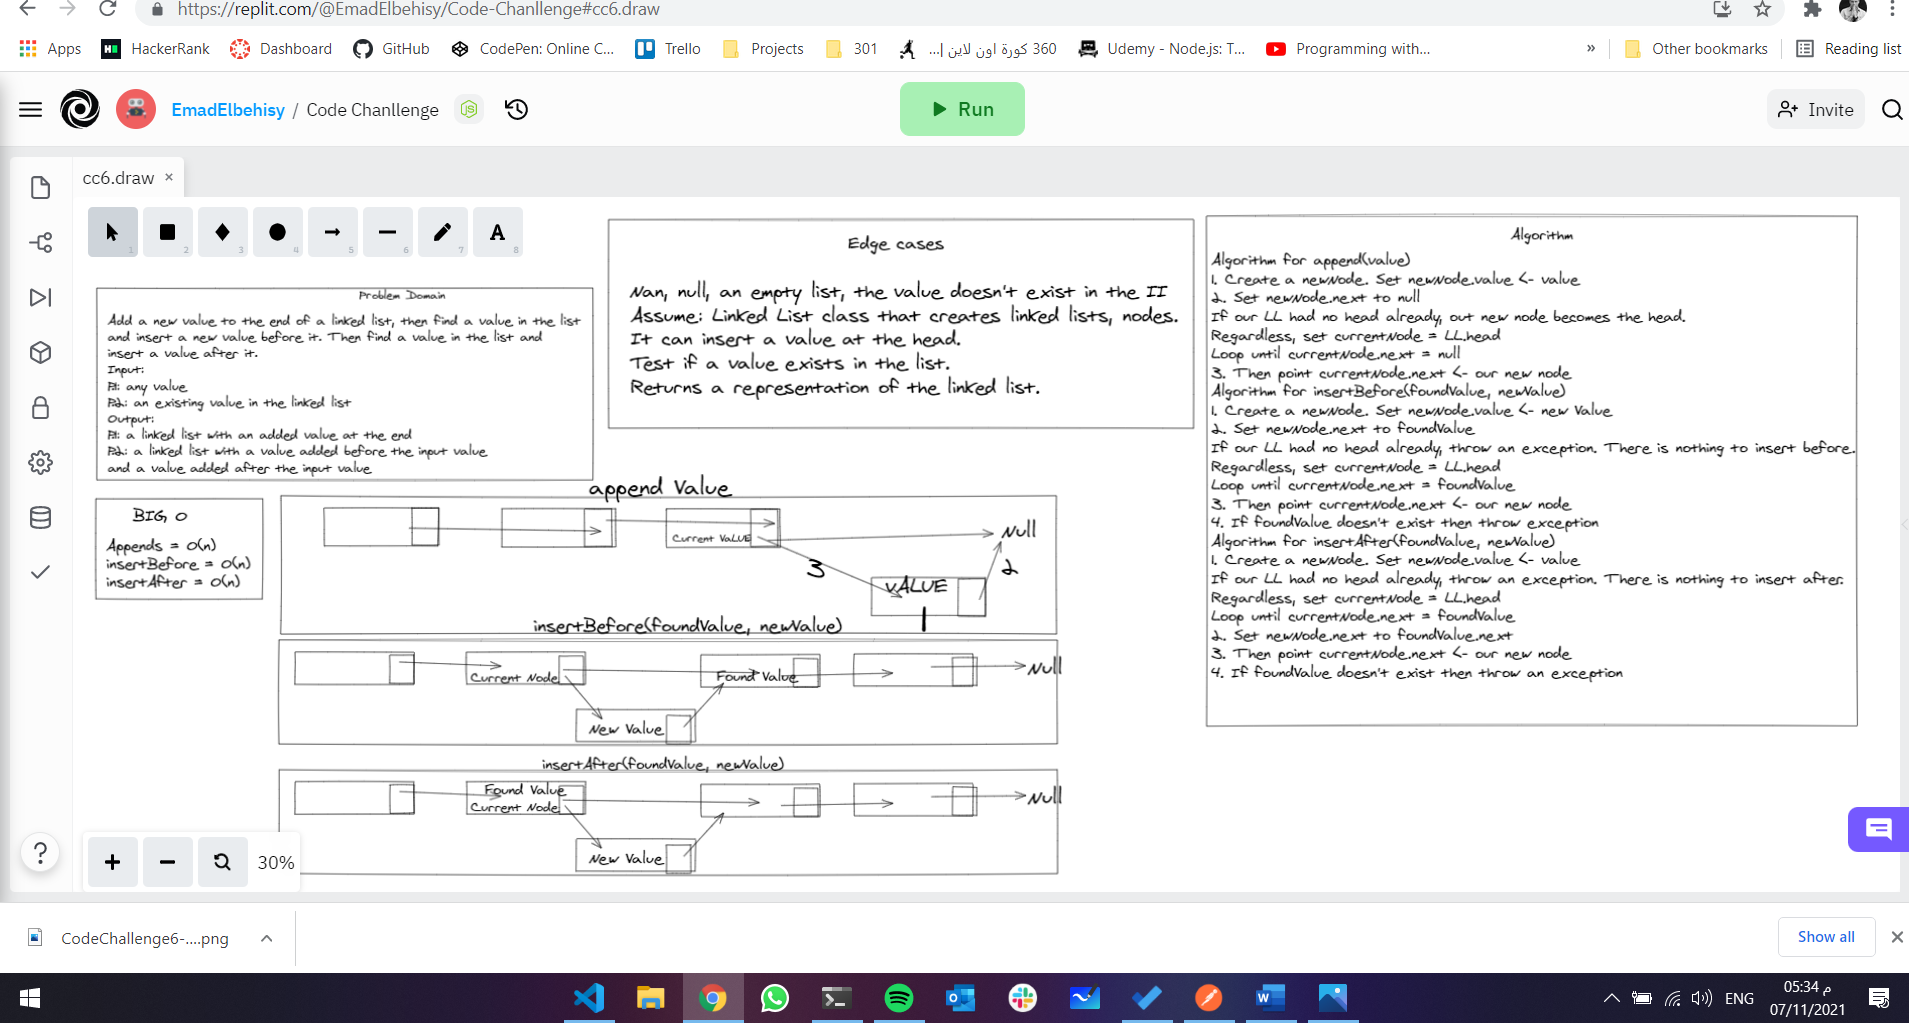 https://replit.com/@EmadElbehisy/Code-Chanllenge#cc6.draw
Apps HackerRank Dashboard GitHub CodePen: Online C... Trello Projects 301 360 كورة اون لاين |... Udemy - Node.js: T... Programming with... » Other bookmarks Reading list
EmadElbehisy / Code Chanllenge Run Invite
cc6.draw ×
1 2 3 4 5 6 7 A 8
Problem Domain
Add a new value to the end of a linked list, then find a value in the list
and insert a new value before it. Then find a value in the list and
insert a value after it.
Input:
P1: any value
P2: an existing value in the linked list
Output:
P1: a linked list with an added value at the end
P2: a linked list with a value added before the input value
and a value added after the input value
Edge cases
Nan, null, an empty list, the value doesn't exist in the II
Assume: Linked List class that creates linked lists, nodes.
It can insert a value at the head.
Test if a value exists in the list.
Returns a representation of the linked list.
Algorithm
Algorithm for append(value)
1. Create a newNode. Set newNode.value <- value
2. Set newNode.next to null
If our LL had no head already, out new node becomes the head.
Regardless, set currentNode = LL.head
Loop until currentNode.next = null
3. Then point currentNode.next <- our new node
Algorithm for insertBefore(foundValue, newValue)
1. Create a newNode. Set newNode.value <- new Value
2. Set newNode.next to foundValue
If our LL had no head already, throw an exception. There is nothing to insert before.
Regardless, set currentNode = LL.head
Loop until currentNode.next = foundValue
3. Then point currentNode.next <- our new node
4. If foundValue doesn't exist then throw exception
Algorithm for insertAfter(foundValue, newValue)
1. Create a newNode. Set newNode.value <- value
If our LL had no head already, throw an exception. There is nothing to insert after.
Regardless, set currentNode = LL.head
Loop until currentNode.next = foundValue
2. Set newNode.next to foundValue.next
3. Then point currentNode.next <- our new node
4. If foundValue doesn't exist then throw an exception
BIG O
Appends = O(n)
insertBefore = O(n)
insertAfter = O(n)
append Value
Current VaLUE
Null
3
2
vALUE
1
insertBefore(foundValue, newValue)
Current Node
Found Value
Null
New Value
insertAfter(foundValue, newValue)
Found Value
Current Node
Null
New Value
? + − 30%
CodeChallenge6-....png
Show all
ENG
05:34 م
07/11/2021